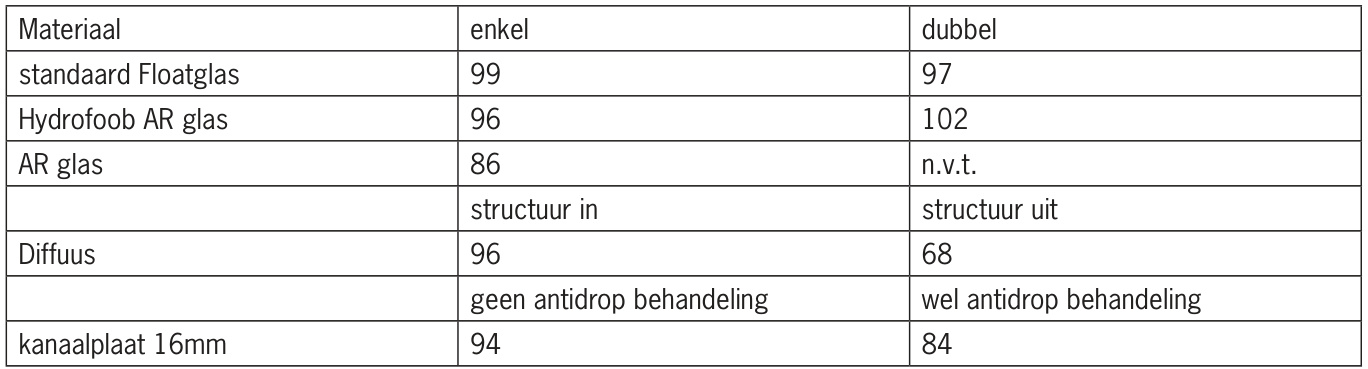 Materiaal enkel dubbel
standaard Floatglas 99 97
Hydrofoob AR glas 96 102
AR glas 86 n.v.t.
structuur in structuur uit
Diffuus 96 68
geen antidrop behandeling wel antidrop behandeling
kanaalplaat 16mm 94 84